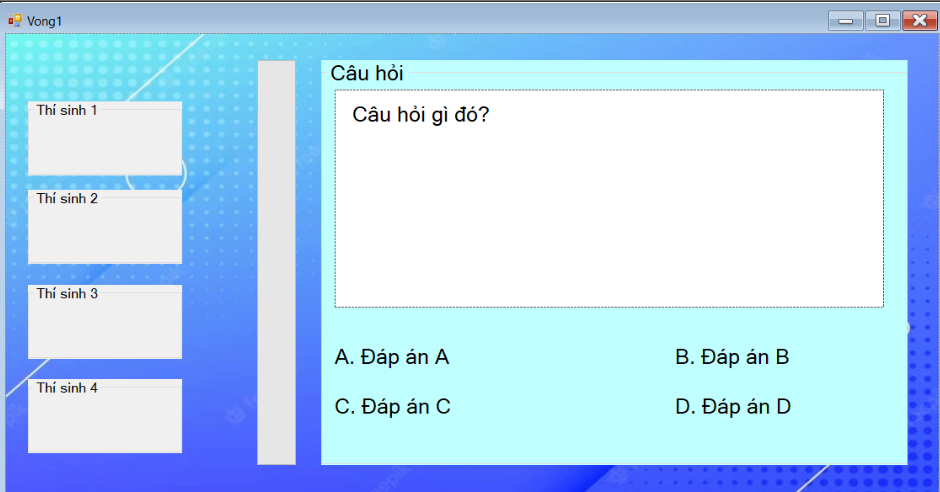 Vong1
Thí sinh 1
Thí sinh 2
Thí sinh 3
Thí sinh 4
Câu hỏi
Câu hỏi gì đó?
A. Đáp án A
B. Đáp án B
C. Đáp án C
D. Đáp án D